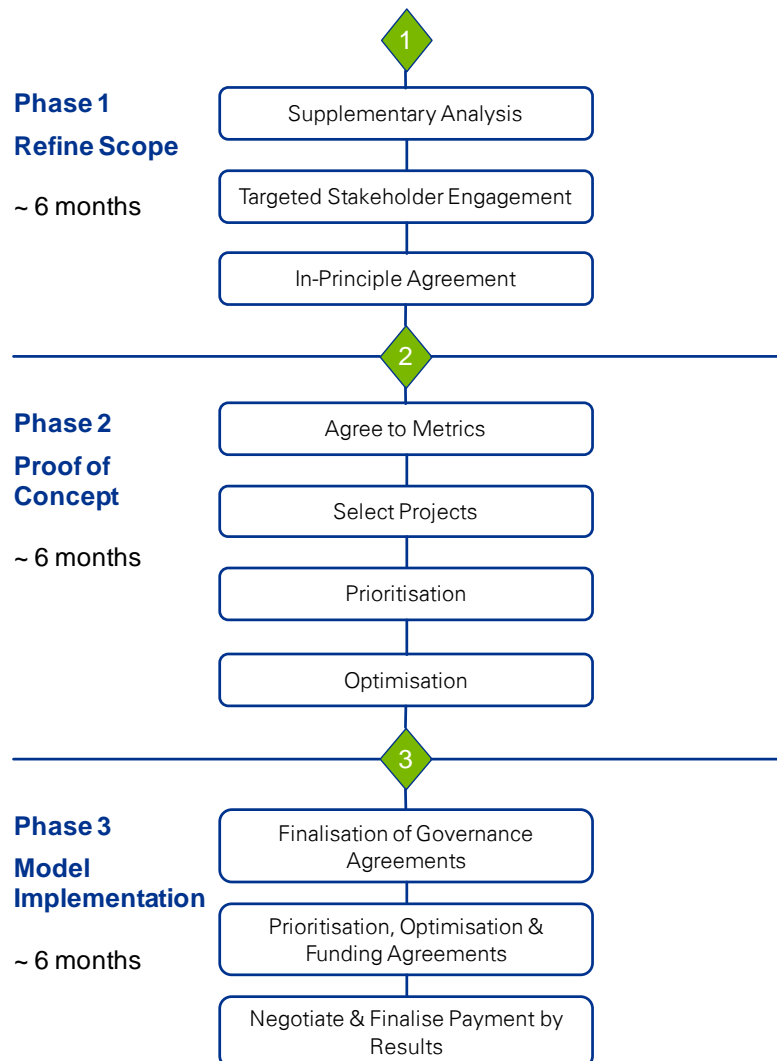 1
Phase 1
Refine Scope
~ 6 months
Supplementary Analysis
Targeted Stakeholder Engagement
In-Principle Agreement
2
Phase 2
Proof of
Concept
~ 6 months
Agree to Metrics
Select Projects
Prioritisation
Optimisation
3
Phase 3
Model
Implementation
~ 6 months
Finalisation of Governance
Agreements
Prioritisation, Optimisation &
Funding Agreements
Negotiate & Finalise Payment by
Results